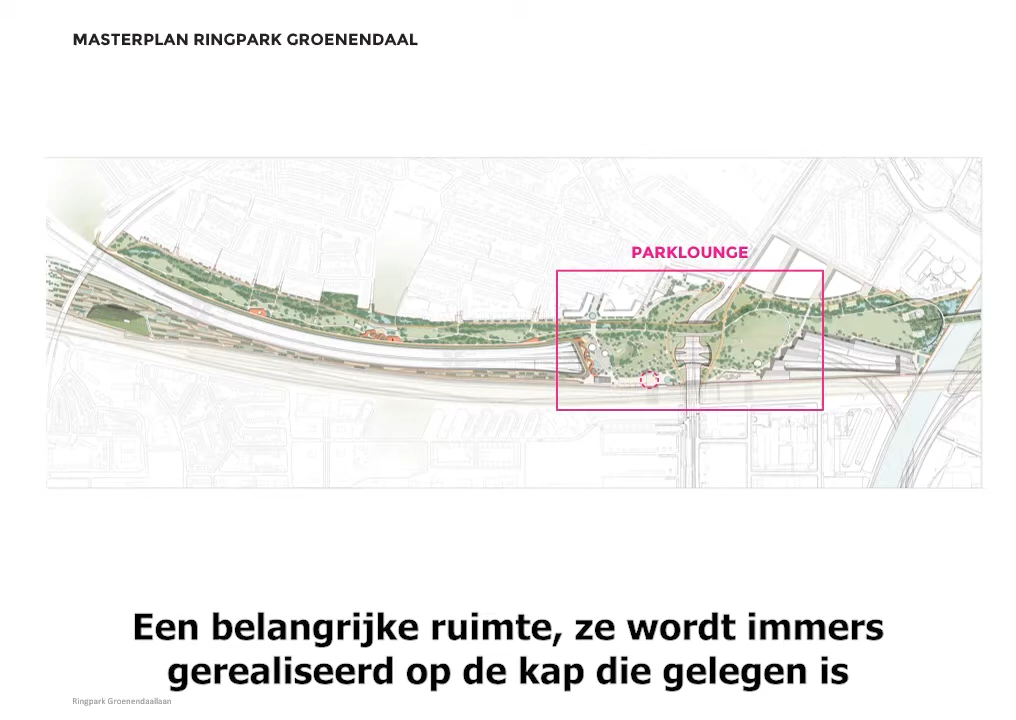 MASTERPLAN RINGPARK GROENENDAAL
PARKLOUNGE
Een belangrijke ruimte, ze wordt immers
gerealiseerd op de kap die gelegen is
Ringpark Groenendaallaan